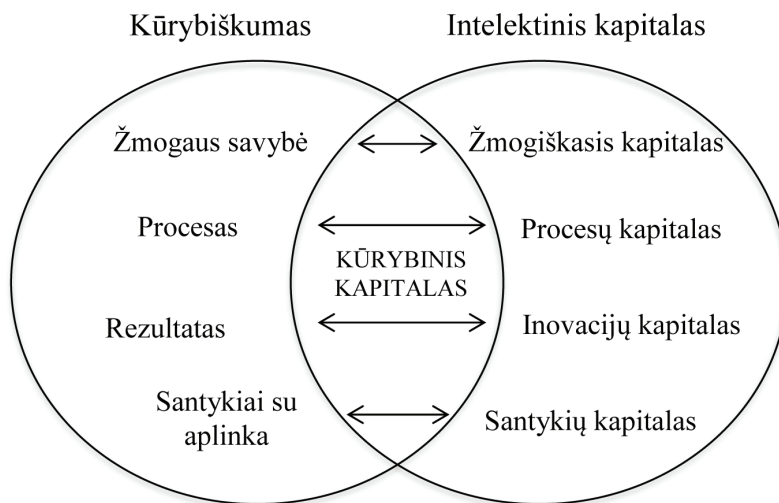 Kūrybiškumas
Intelektinis kapitalas
Žmogaus savybė
Žmogiškasis kapitalas
Procesas
Procesų kapitalas
KŪRYBINIS
KAPITALAS
Rezultatas
Inovacijų kapitalas
Santykiai su
aplinka
Santykių kapitalas